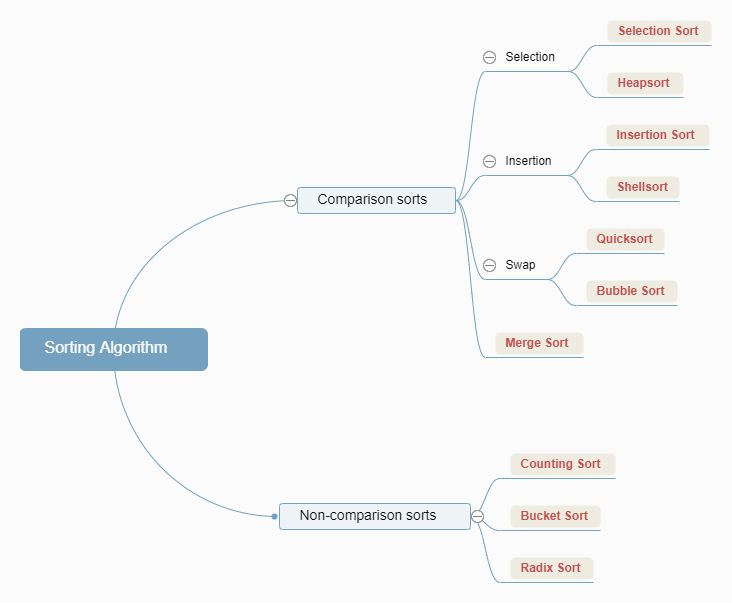 Sorting Algorithm
Comparison sorts
Selection
Selection Sort
Heapsort
Insertion
Insertion Sort
Shellsort
Swap
Quicksort
Bubble Sort
Merge Sort
Non-comparison sorts
Counting Sort
Bucket Sort
Radix Sort